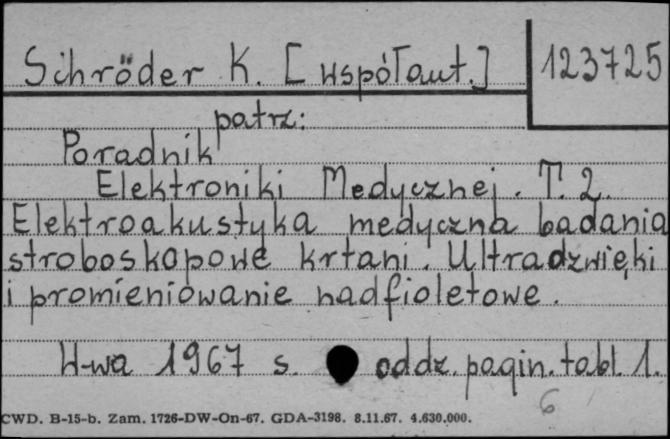 Schröder K. [współaut.]
123725
patrz:
Poradnik
Elektroniki Medycznej. T. 2.
Elektroakustyka medyczna badania
stroboskopowe krtani. Ultradźwięki
i promieniowanie nadfioletowe.
W-wa 1967 s. oddz. pagin. tabl. 1.
6
CWD. B-15-b. Zam. 1726-DW-On-67. GDA-3198. 8.11.67. 4.630.000.